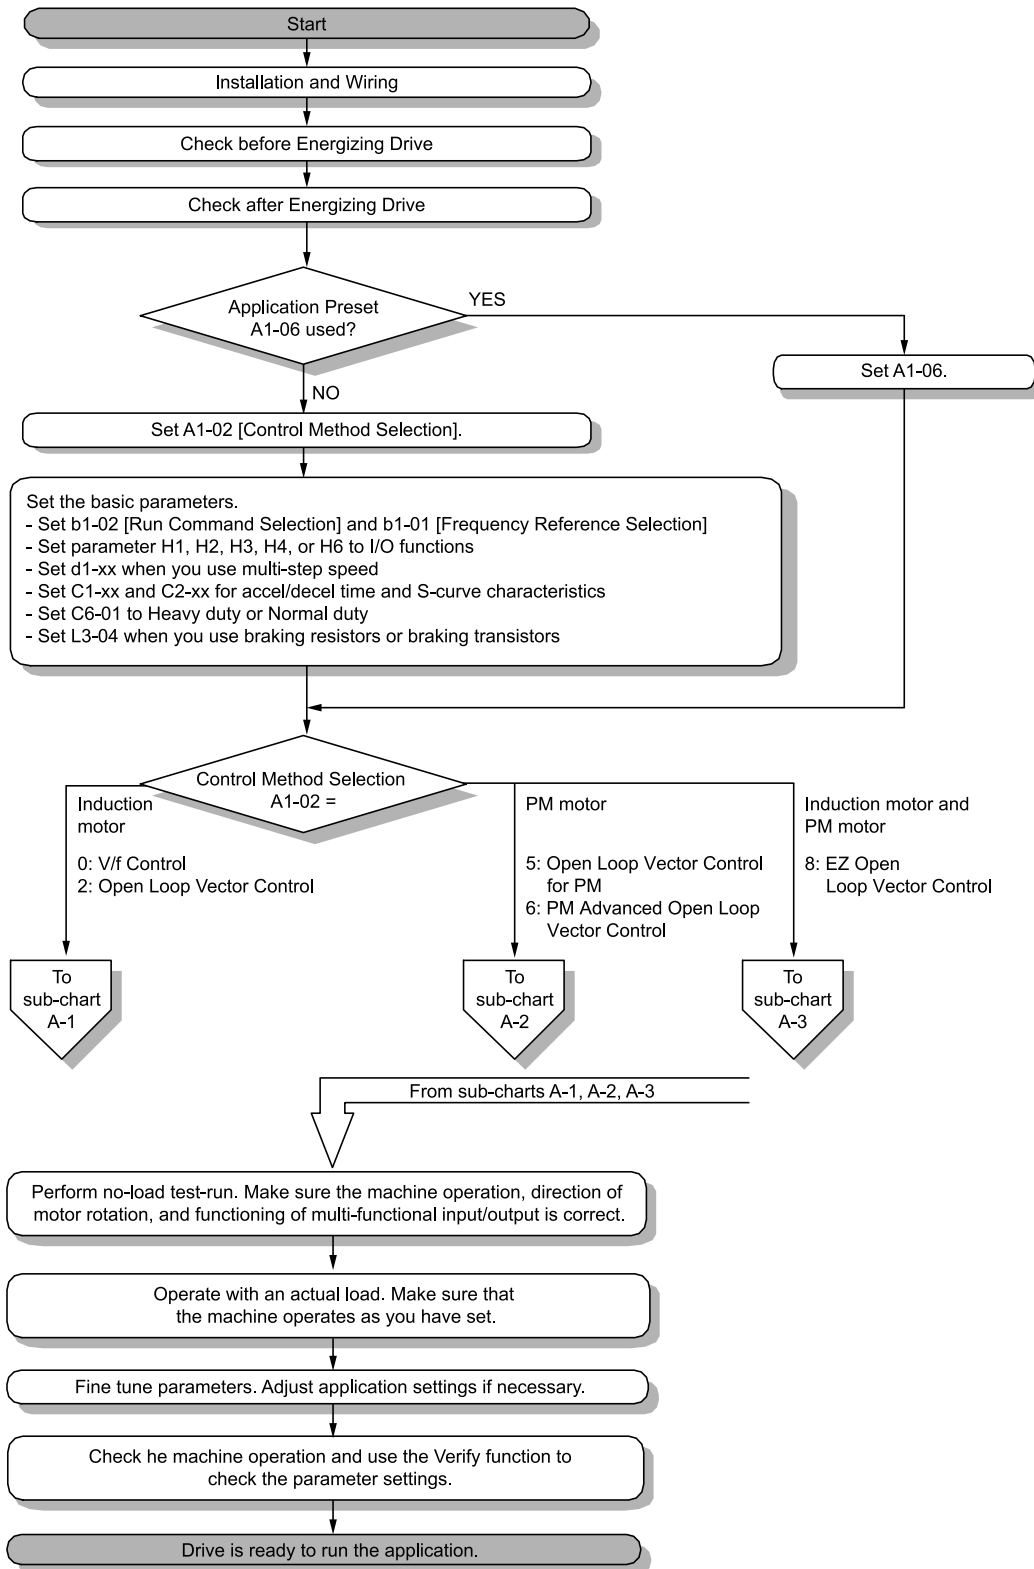 Start
Installation and Wiring
Check before Energizing Drive
Check after Energizing Drive
Application Preset
A1-06 used?
YES
Set A1-06.
NO
Set A1-02 [Control Method Selection].
Set the basic parameters.
- Set b1-02 [Run Command Selection] and b1-01 [Frequency Reference Selection]
- Set parameter H1, H2, H3, H4, or H6 to I/O functions
- Set d1-xx when you use multi-step speed
- Set C1-xx and C2-xx for accel/decel time and S-curve characteristics
- Set C6-01 to Heavy duty or Normal duty
- Set L3-04 when you use braking resistors or braking transistors
Control Method Selection
A1-02 =
Induction
motor
0: V/f Control
2: Open Loop Vector Control
PM motor
5: Open Loop Vector Control
for PM
6: PM Advanced Open Loop
Vector Control
Induction motor and
PM motor
8: EZ Open
Loop Vector Control
To
sub-chart
A-1
To
sub-chart
A-2
To
sub-chart
A-3
From sub-charts A-1, A-2, A-3
Perform no-load test-run. Make sure the machine operation, direction of
motor rotation, and functioning of multi-functional input/output is correct.
Operate with an actual load. Make sure that
the machine operates as you have set.
Fine tune parameters. Adjust application settings if necessary.
Check he machine operation and use the Verify function to
check the parameter settings.
Drive is ready to run the application.